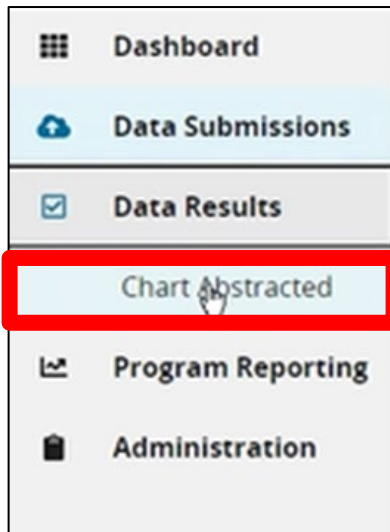 Dashboard
Data Submissions
Data Results
Chart Abstracted
Program Reporting
Administration